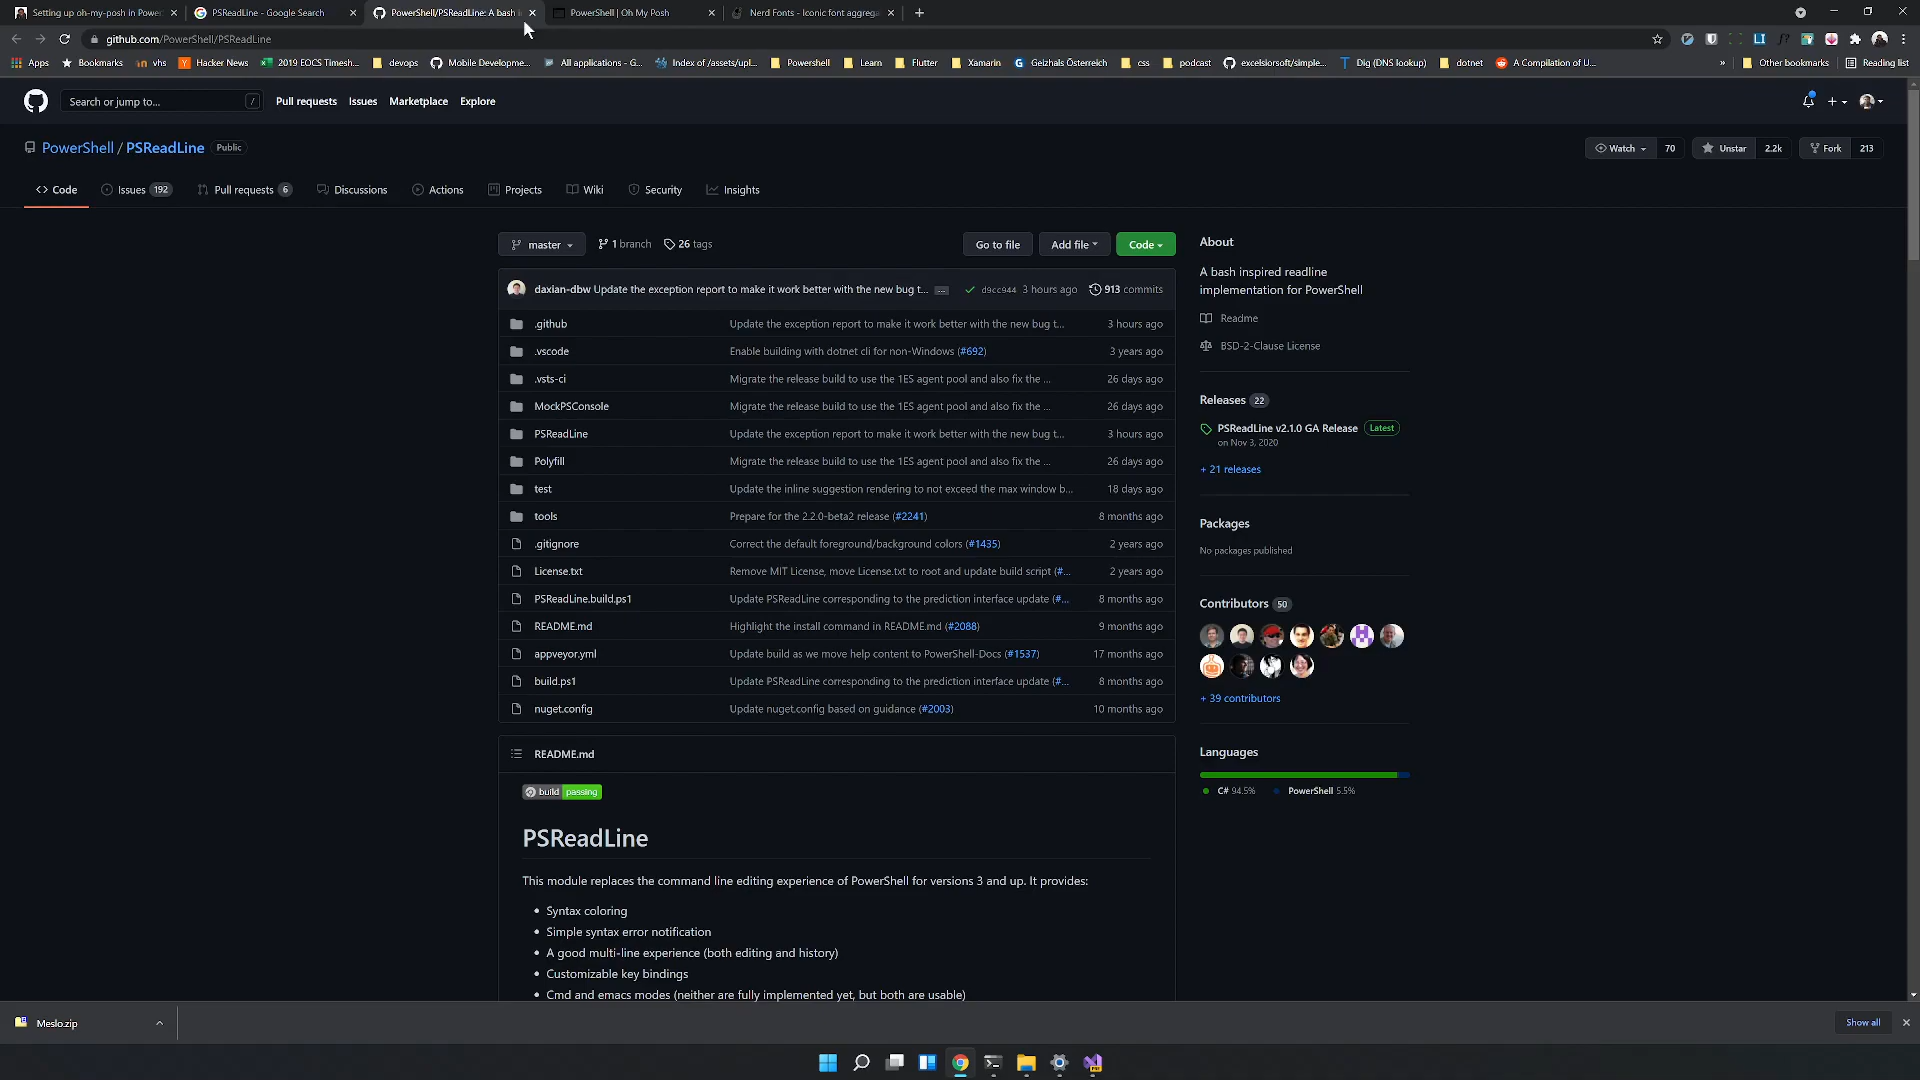 Setting up oh-my-posh in Power
PSReadLine - Google Search
PowerShell/PSReadLine: A bash i
PowerShell | Oh My Posh
Nerd Fonts - Iconic font aggrega
github.com/PowerShell/PSReadLine
Apps
Bookmarks
vhs
Hacker News
2019 EOCS Timesh...
devops
Mobile Developme...
All applications - G...
Index of /assets/upl...
Powershell
Learn
Flutter
Xamarin
Geizhals Österreich
css
podcast
excelsiorsoft/simple...
Dig (DNS lookup)
dotnet
A Compilation of U...
»
Other bookmarks
Reading list
Search or jump to...
/
Pull requests
Issues
Marketplace
Explore
PowerShell / PSReadLine Public
Watch 70
Unstar 2.2k
Fork 213
Code
Issues 192
Pull requests 6
Discussions
Actions
Projects
Wiki
Security
Insights
master
1 branch
26 tags
Go to file
Add file
Code
daxian-dbw Update the exception report to make it work better with the new bug t... ... d9cc944 3 hours ago 913 commits
.github Update the exception report to make it work better with the new bug t... 3 hours ago
.vscode Enable building with dotnet cli for non-Windows (#692) 3 years ago
.vsts-ci Migrate the release build to use the 1ES agent pool and also fix the ... 26 days ago
MockPSConsole Migrate the release build to use the 1ES agent pool and also fix the ... 26 days ago
PSReadLine Update the exception report to make it work better with the new bug t... 3 hours ago
Polyfill Migrate the release build to use the 1ES agent pool and also fix the ... 26 days ago
test Update the inline suggestion rendering to not exceed the max window b... 18 days ago
tools Prepare for the 2.2.0-beta2 release (#2241) 8 months ago
.gitignore Correct the default foreground/background colors (#1435) 2 years ago
License.txt Remove MIT License, move License.txt to root and update build script (#... 2 years ago
PSReadLine.build.ps1 Update PSReadLine corresponding to the prediction interface update (#... 8 months ago
README.md Highlight the install command in README.md (#2088) 9 months ago
appveyor.yml Update build as we move help content to PowerShell-Docs (#1537) 17 months ago
build.ps1 Update PSReadLine corresponding to the prediction interface update (#... 8 months ago
nuget.config Update nuget.config based on guidance (#2003) 10 months ago
README.md
build passing
PSReadLine
This module replaces the command line editing experience of PowerShell for versions 3 and up. It provides:
• Syntax coloring
• Simple syntax error notification
• A good multi-line experience (both editing and history)
• Customizable key bindings
• Cmd and emacs modes (neither are fully implemented yet, but both are usable)
About
A bash inspired readline
implementation for PowerShell
Readme
BSD-2-Clause License
Releases 22
PSReadLine v2.1.0 GA Release Latest
on Nov 3, 2020
+ 21 releases
Packages
No packages published
Contributors 50
+ 39 contributors
Languages
C# 94.5% PowerShell 5.5%
Meslo.zip
Show all